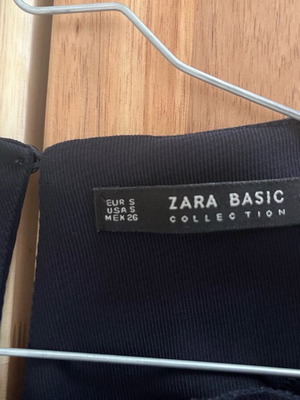 EUR S
USA S
MEX 26
ZARA BASIC
COLLECTION